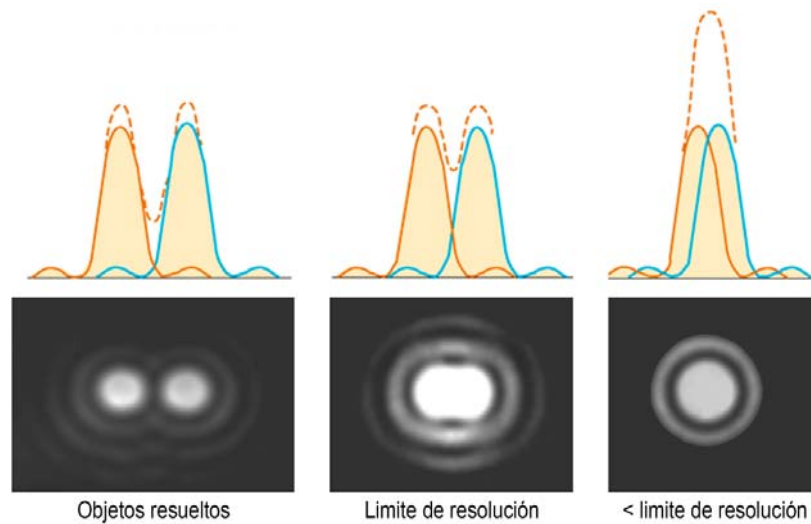 Objetos resueltos
Limite de resolución
< limite de resolución